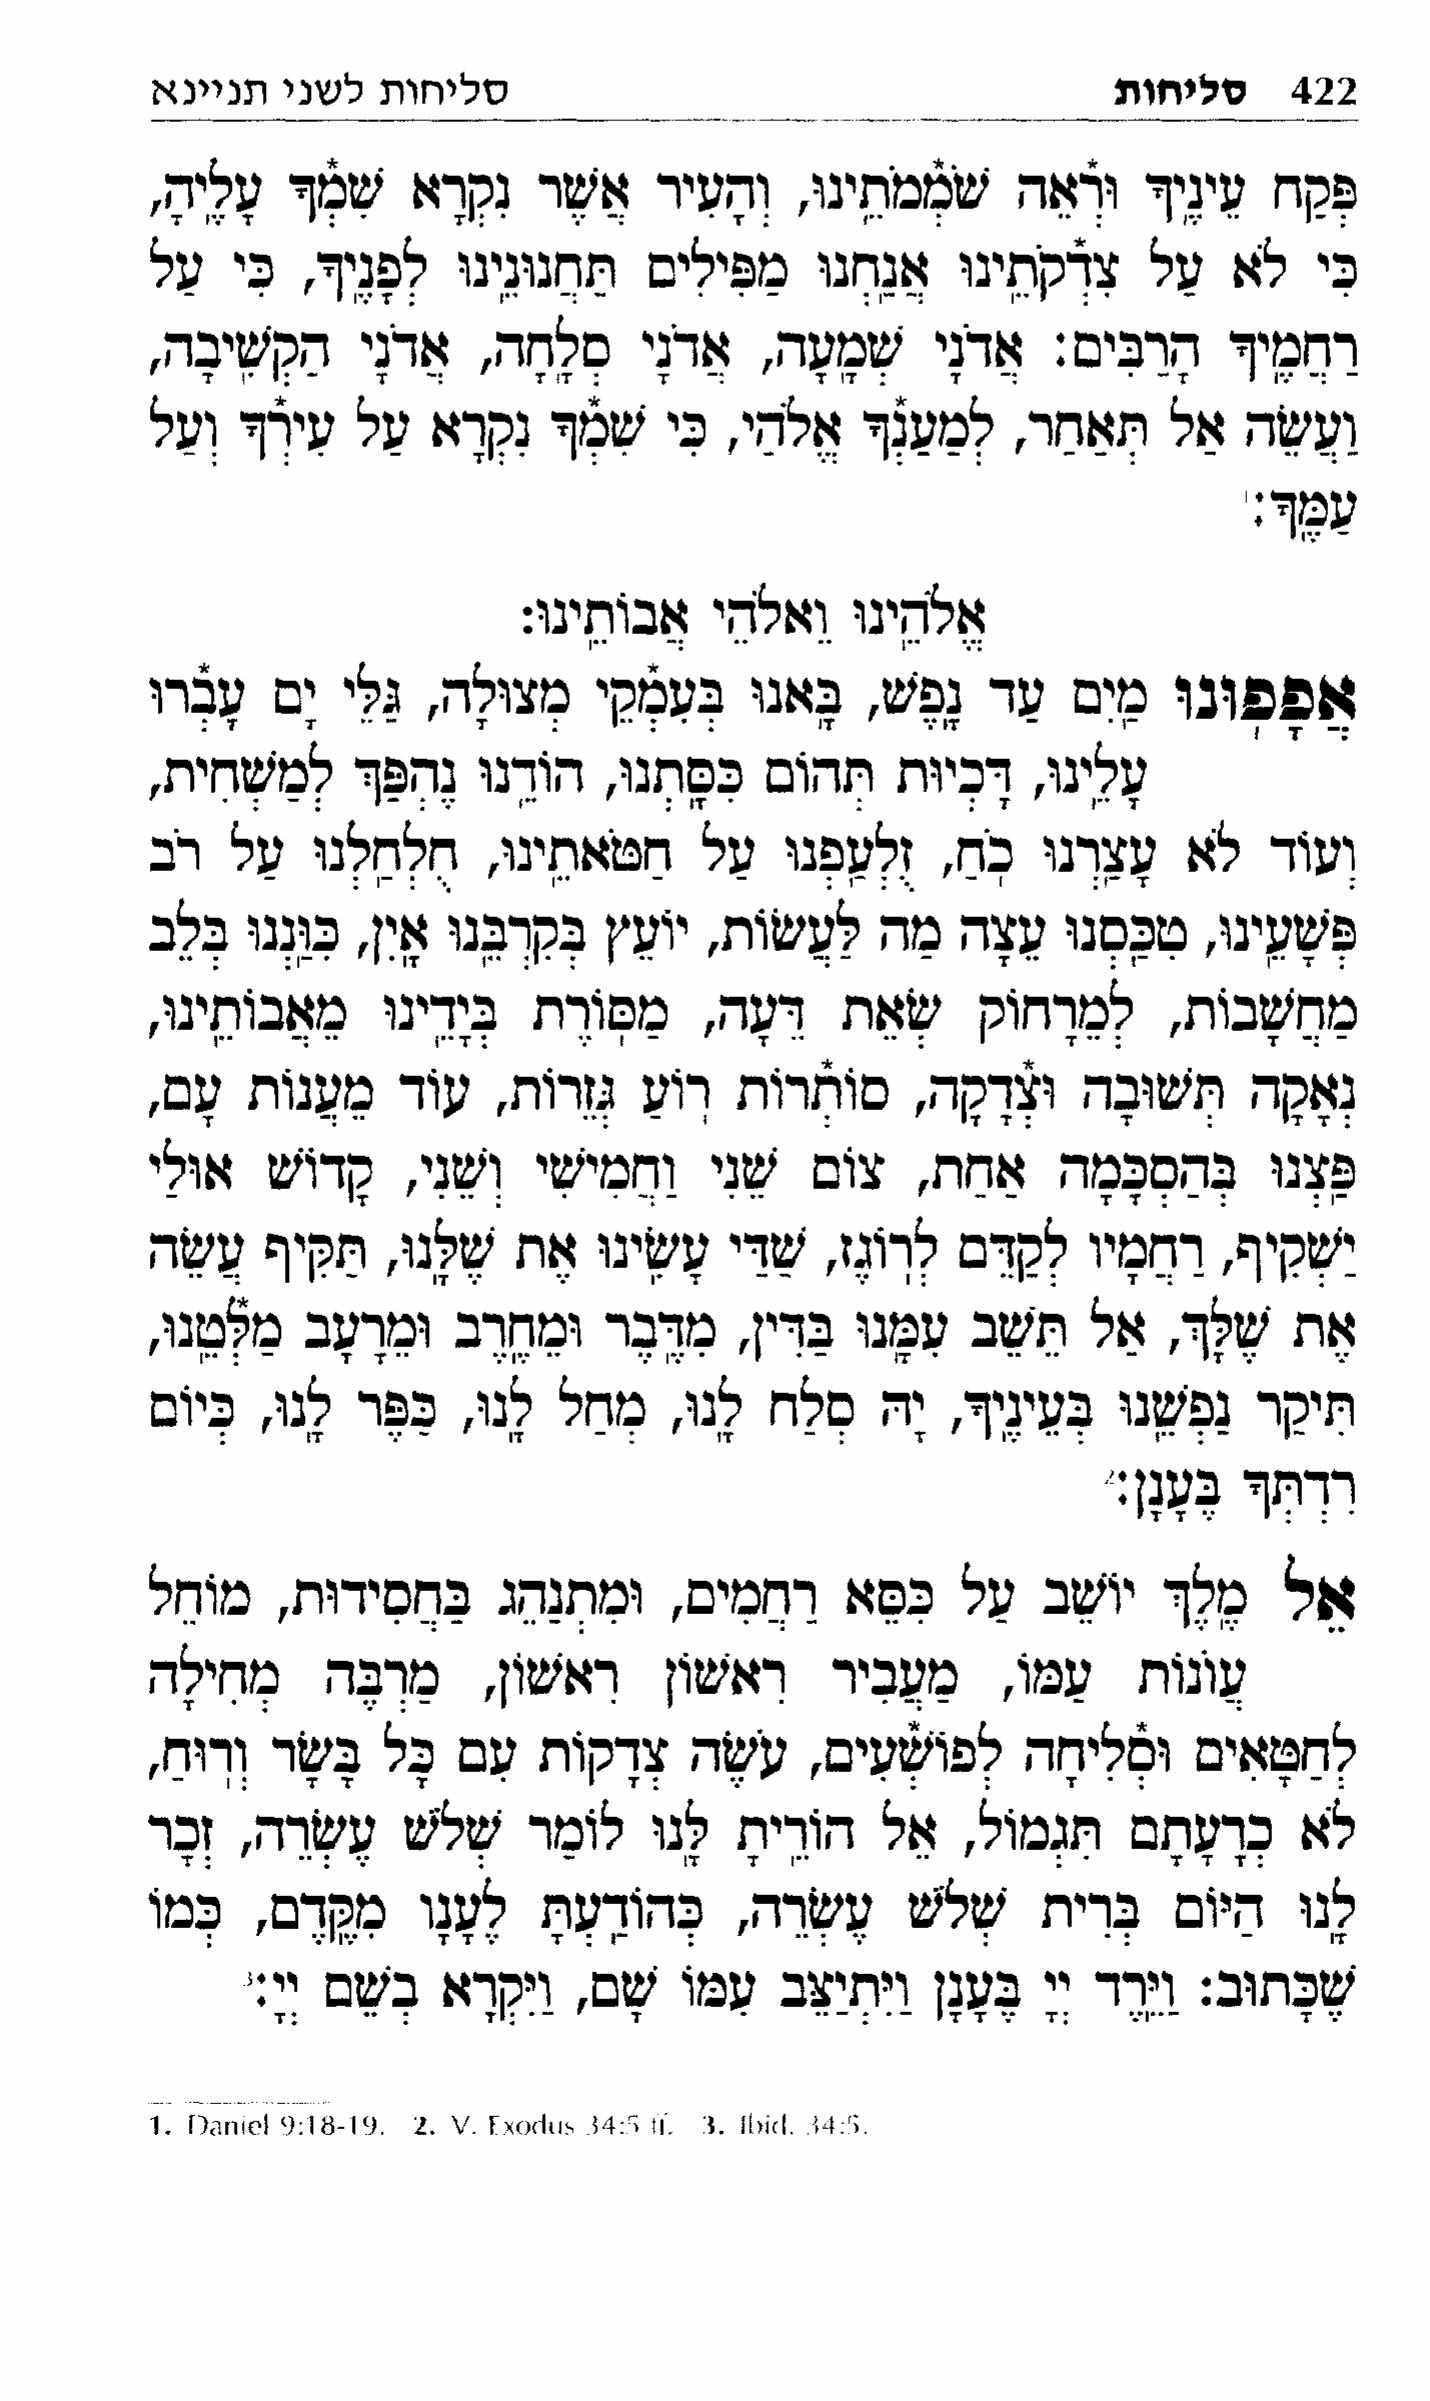 422 סליחות סליחות לשני תניינא
פְּקַח עֵינֶֽיךָ וּרְ֯אֵה שֹׁמְ֯מֹתֵֽינוּ, וְהָעִיר אֲשֶׁר נִקְרָא שִׁמְ֯ךָ עָלֶֽיהָ,
כִּי לֹא עַל צִדְ֯קֹתֵֽינוּ אֲנַֽחְנוּ מַפִּילִים תַּחֲנוּנֵֽינוּ לְפָנֶֽיךָ, כִּי עַל
רַחֲמֶֽיךָ הָרַבִּים: אֲדֹנָי שְׁמָֽעָה, אֲדֹנָי סְלָֽחָה, אֲדֹנָי הַקְשִֽׁיבָה,
וַעֲשֵׂה אַל תְּאַחַר, לְמַעַנְ֯ךָ אֱלֹהַי, כִּי שִׁמְ֯ךָ נִקְרָא עַל עִירְ֯ךָ וְעַל
עַמֶּֽךָ:1
אֱלֹהֵֽינוּ וֵאלֹהֵי אֲבוֹתֵֽינוּ:
אֲפָפֽוּנוּ מַֽיִם עַד נָֽפֶשׁ, בָּֽאנוּ בְּעִמְ֯קֵי מְצוּלָה, גַּלֵּי יָם עָבְ֯רוּ
עָלֵֽינוּ, דָּכְיוּת תְּהוֹם כִּסָּֽתְנוּ, הוֹדֵֽנוּ נֶהְפַּךְ לְמַשְׁחִית,
וְעוֹד לֹא עָצַֽרְנוּ כֹֽחַ, זֻלְעַֽפְנוּ עַל חַטֹּאתֵֽינוּ, חֻלְחַֽלְנוּ עַל רֹב
פְּשָׁעֵֽינוּ, טִכַּֽסְנוּ עֵצָה מַה לַּעֲשׂוֹת, יוֹעֵץ בְּקִרְבֵּֽנוּ אָֽיִן, כִּוַּֽנְנוּ בְּלֵב
מַחֲשָׁבוֹת, לְמֵרָחוֹק שְׂאֵת דֵּעָה, מַסּֽוֹרֶת בְּיָדֵֽינוּ מֵאֲבוֹתֵֽינוּ,
נְאָקָה תְּשׁוּבָה וּצְ֯דָקָה, סוֹתְ֯רוֹת רֽוֹעַ גְּזֵרוֹת, עוֹד מֵעֲנוֹת עָם,
פַּֽצְנוּ בְּהַסְכָּמָה אַחַת, צוֹם שֵׁנִי וַחֲמִישִׁי וְשֵׁנִי, קָדוֹשׁ אוּלַי
יַשְׁקִיף, רַחֲמָיו לְקַדֵּם לְרֽוֹגֶז, שַׁדַּי עָשִֽׂינוּ אֶת שֶׁלָּֽנוּ, תַּקִּיף עֲשֵׂה
אֶת שֶׁלָּךְ, אַל תֵּשֵׁב עִמָּֽנוּ בַּדִּין, מִדֶּֽבֶר וּמֵחֶֽרֶב וּמֵרָעָב מַלְּ֯טֵֽנוּ,
תִּיקַר נַפְשֵֽׁנוּ בְּעֵינֶֽיךָ, יָהּ סְלַח לָֽנוּ, מְחַל לָֽנוּ, כַּפֶּר לָֽנוּ, כְּיוֹם
רִדְתְּךָ בֶּעָנָן:2
אֵל מֶֽלֶךְ יוֹשֵׁב עַל כִּסֵּא רַחֲמִים, וּמִתְנַהֵג בַּחֲסִידוּת, מוֹחֵל
עֲוֹנוֹת עַמּוֹ, מַעֲבִיר רִאשׁוֹן רִאשׁוֹן, מַרְבֶּה מְחִילָה
לְחַטָּאִים וּסְ֯לִיחָה לְפוֹשְׁ֯עִים, עֹשֶׂה צְדָקוֹת עִם כָּל בָּשָׂר וְרֽוּחַ,
לֹא כְרָעָתָם תִּגְמוֹל, אֵל הוֹרֵֽיתָ לָּֽנוּ לוֹמַר שְׁלֹשׁ עֶשְׂרֵה, זְכָר
לָֽנוּ הַיּוֹם בְּרִית שְׁלֹשׁ עֶשְׂרֵה, כְּהוֹדַֽעְתָּ לֶעָנָו מִקֶּֽדֶם, כְּמוֹ
שֶׁכָּתוּב: וַיֵּֽרֶד יְיָ בֶּעָנָן וַיִּתְיַצֵּב עִמּוֹ שָׁם, וַיִּקְרָא בְשֵׁם יְיָ:3
1. Daniel 9:18-19. 2. V. Exodus 34:5 ff. 3. Ibid. 34:5.